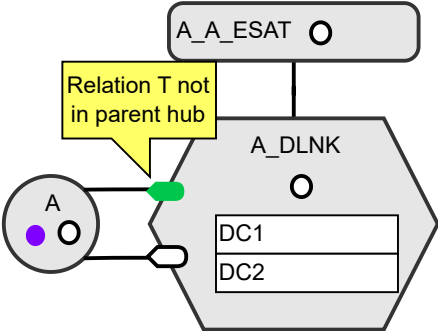 A_A_ESAT
Relation T not
in parent hub
A_DLNK
A
DC1
DC2